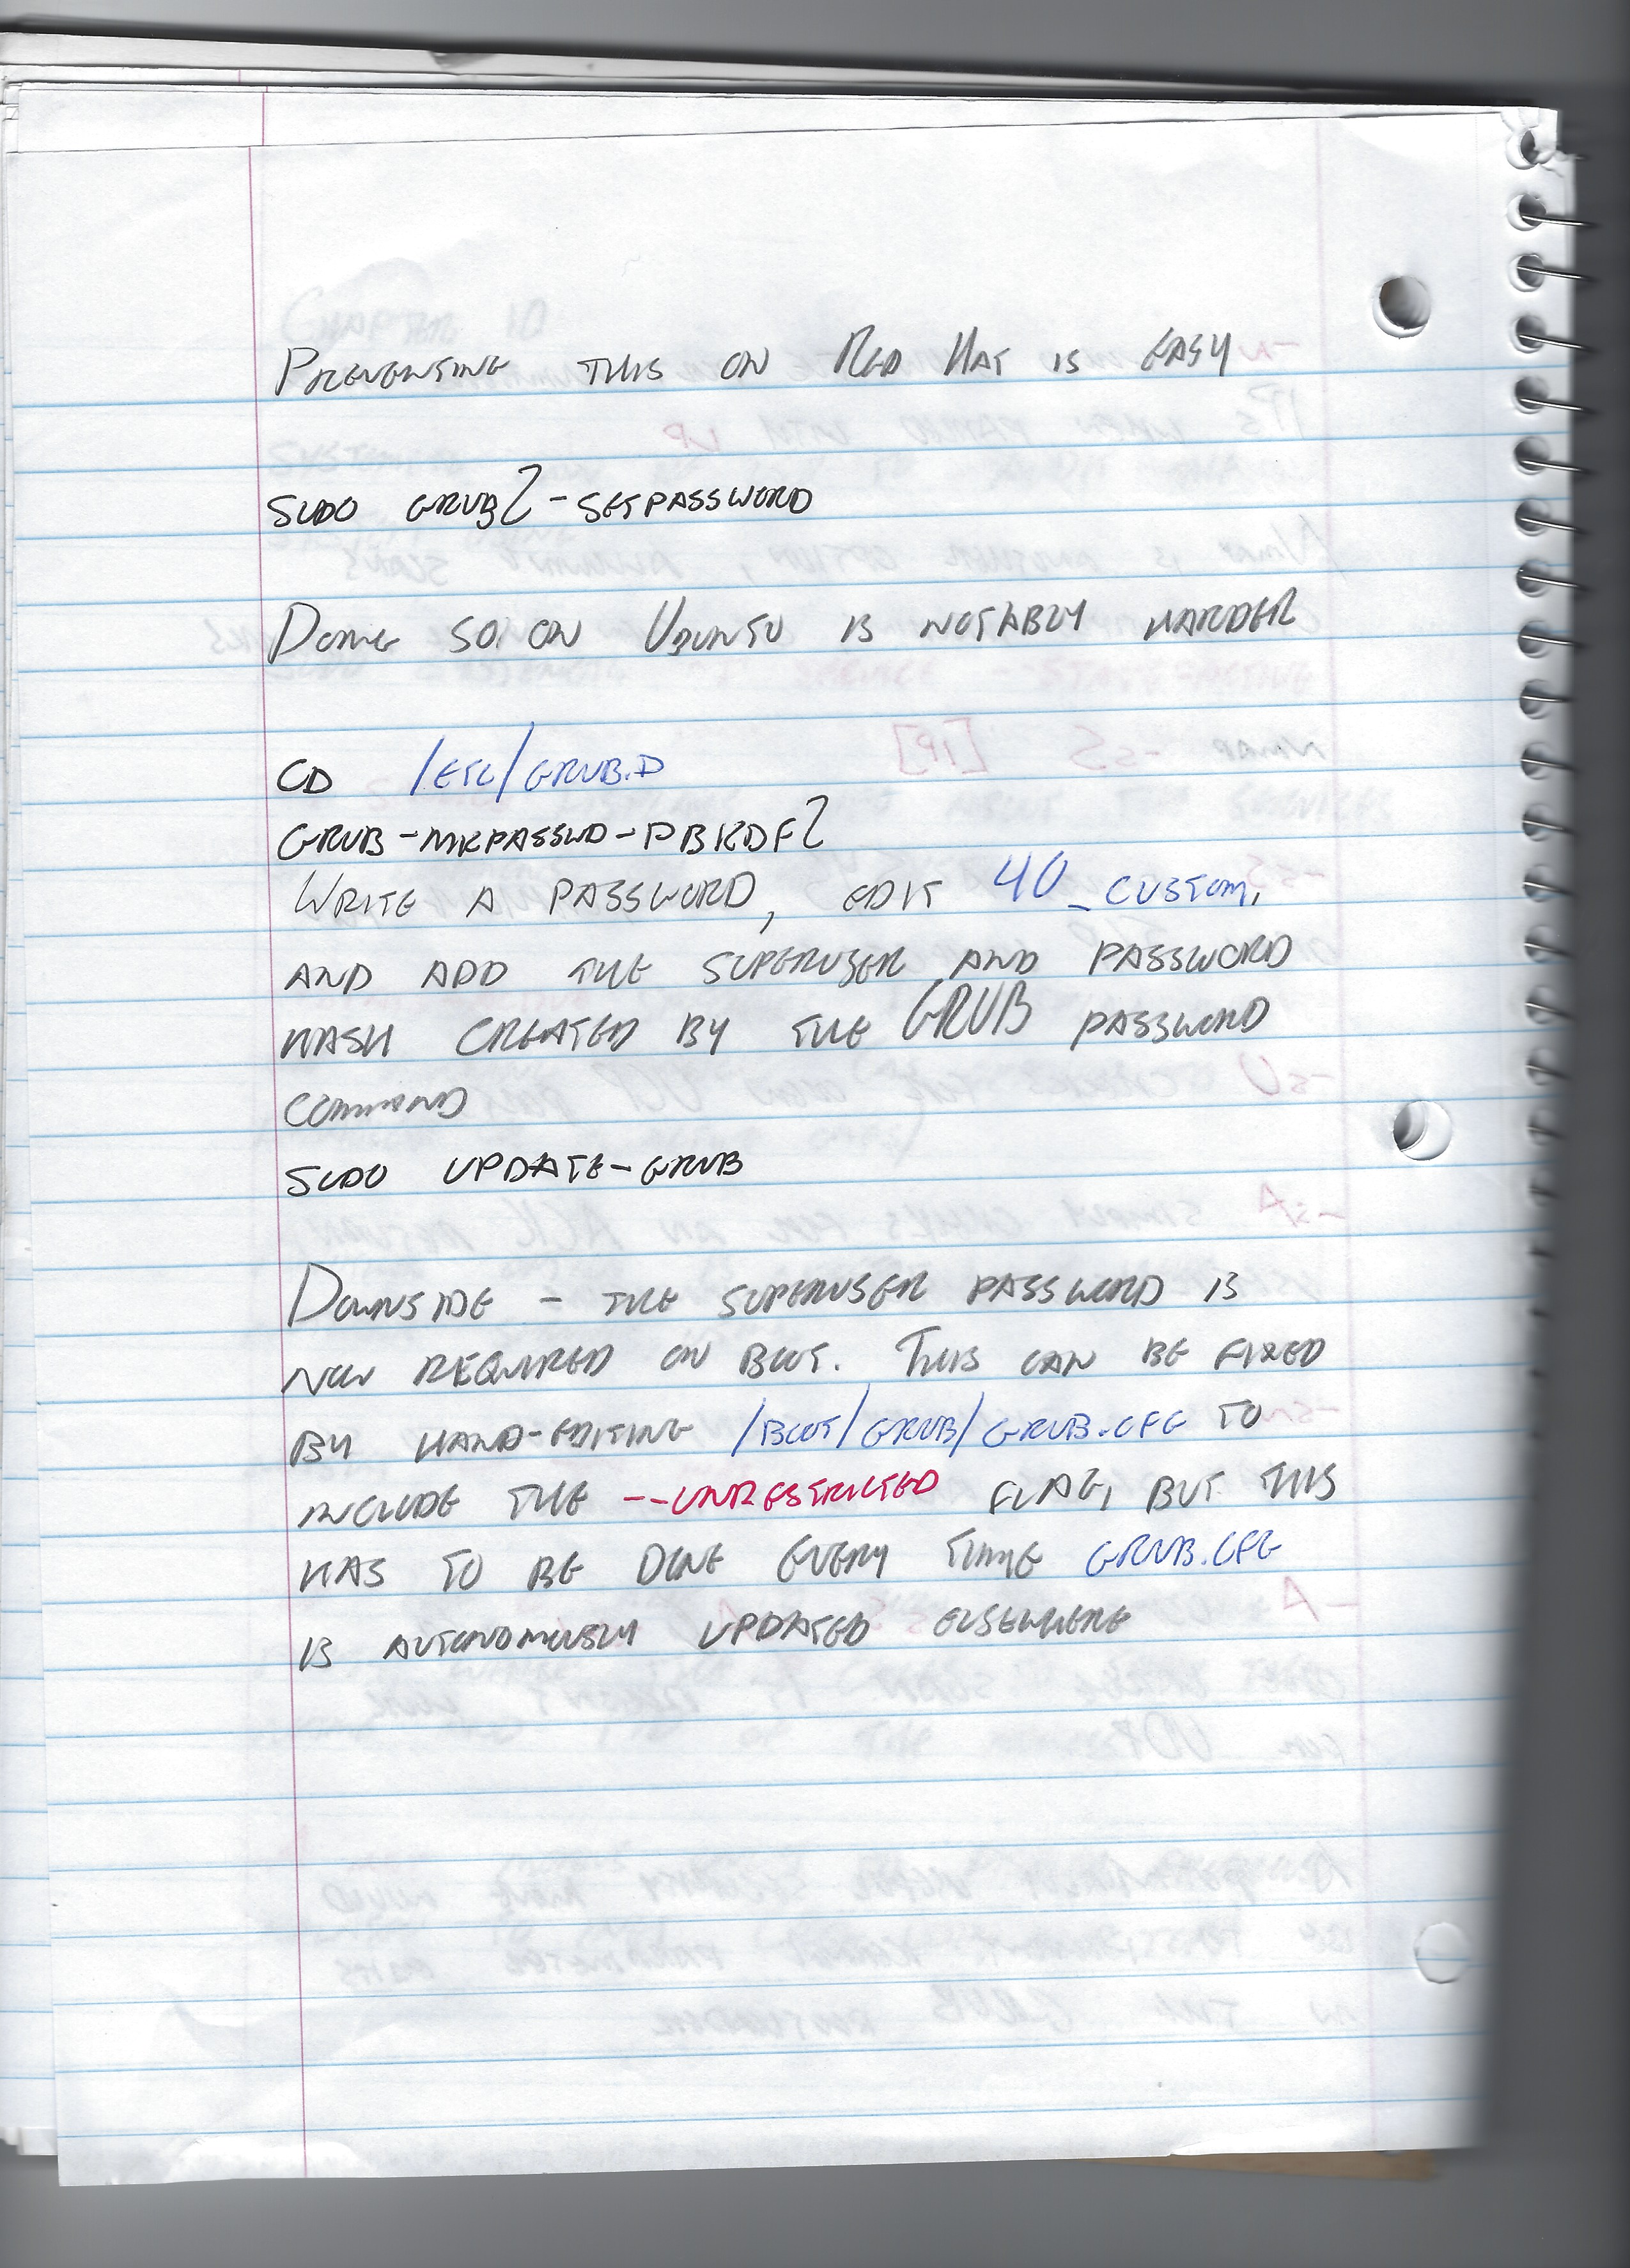 PREVENTING THIS ON RED HAT IS EASY
SUDO GRUB2-SETPASSWORD
DOING SO ON UBUNTU IS NOTABLY HARDER
CD /ETC/GRUB.D
GRUB-MKPASSWD-PBKDF2
WRITE A PASSWORD, EDIT 40_CUSTOM,
AND ADD THE SUPERUSER AND PASSWORD
HASH CREATED BY THE GRUB PASSWORD
COMMAND
SUDO UPDATE-GRUB
DOWNSIDE - THE SUPERUSER PASSWORD IS
NOW REQUIRED ON BOOT. THIS CAN BE FIXED
BY HAND-EDITING /BOOT/GRUB/GRUB.CFG TO
INCLUDE THE --UNRESTRICTED FLAG, BUT THIS
HAS TO BE DONE EVERY TIME GRUB.CFG
IS AUTONOMOUSLY UPDATED ELSEWHERE